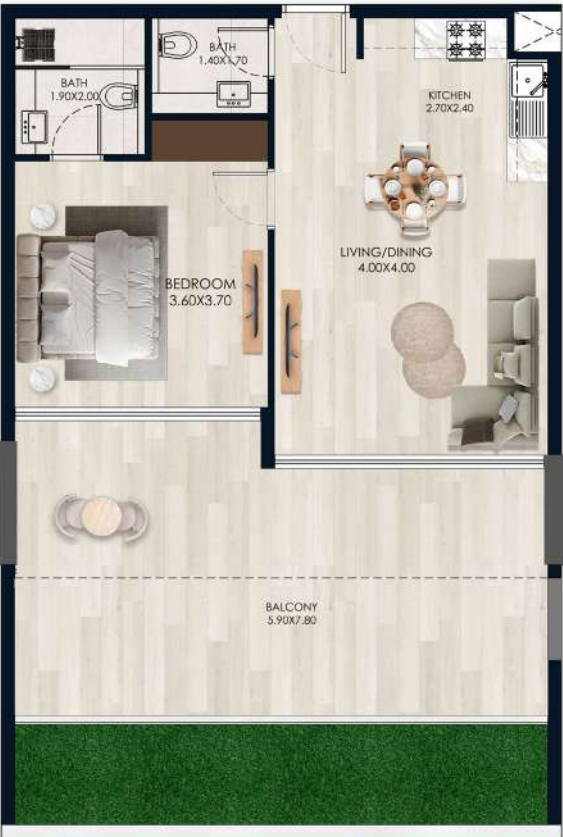 BATH
1.40X1.70
BATH
1.90X2.00
KITCHEN
2.70X2.40
LIVING/DINING
4.00X4.00
BEDROOM
3.60X3.70
BALCONY
5.90X7.80